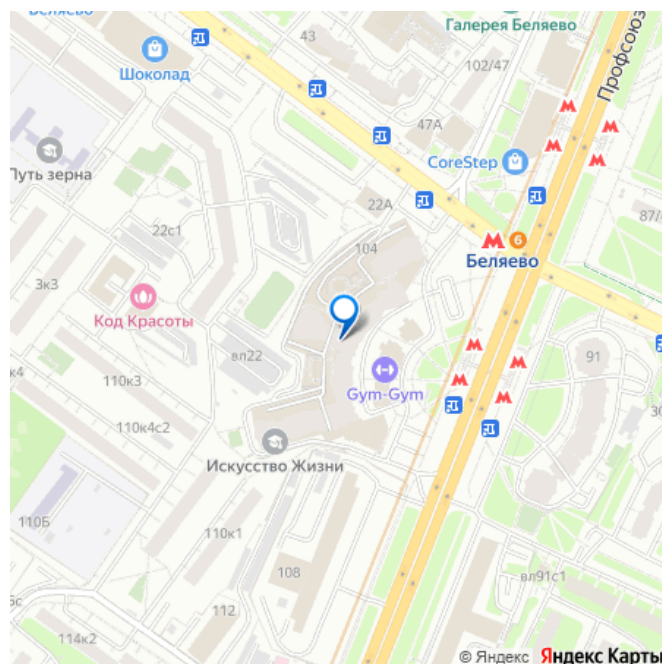 Беляево
43
Галерея Беляево
Шоколад
102/47
Профсоюз
47А
CoreStep
Путь зерна
22А
87/
22с1
104
6
Беляево
3к3
Код Красоты
вл22
91
к4
110к3
Gym-Gym
110к4с2
Искусство Жизни
110Б
110к1
108
вл91с1
112
114к2
© Яндекс Яндекс Карты